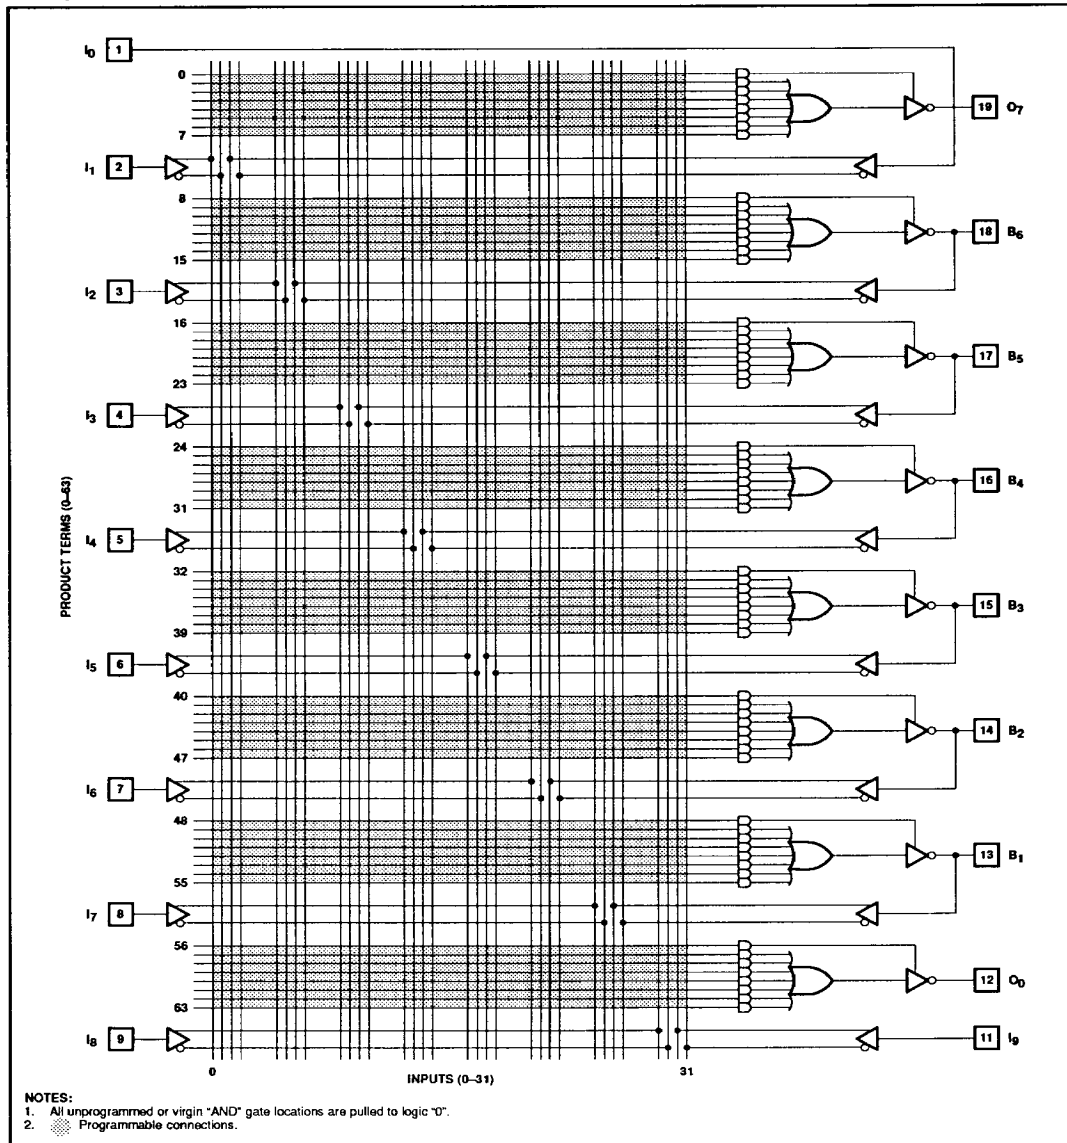 I0 1
0
7
19 O7
I1 2
8
15
18 B6
I2 3
16
23
17 B5
I3 4
24
31
16 B4
I4 5
PRODUCT TERMS (0–63)
32
39
15 B3
I5 6
40
47
14 B2
I6 7
48
55
13 B1
I7 8
56
63
12 O0
I8 9
11 I9
0 INPUTS (0–31) 31
NOTES:
1. All unprogrammed or virgin "AND" gate locations are pulled to logic "0".
2. Programmable connections.